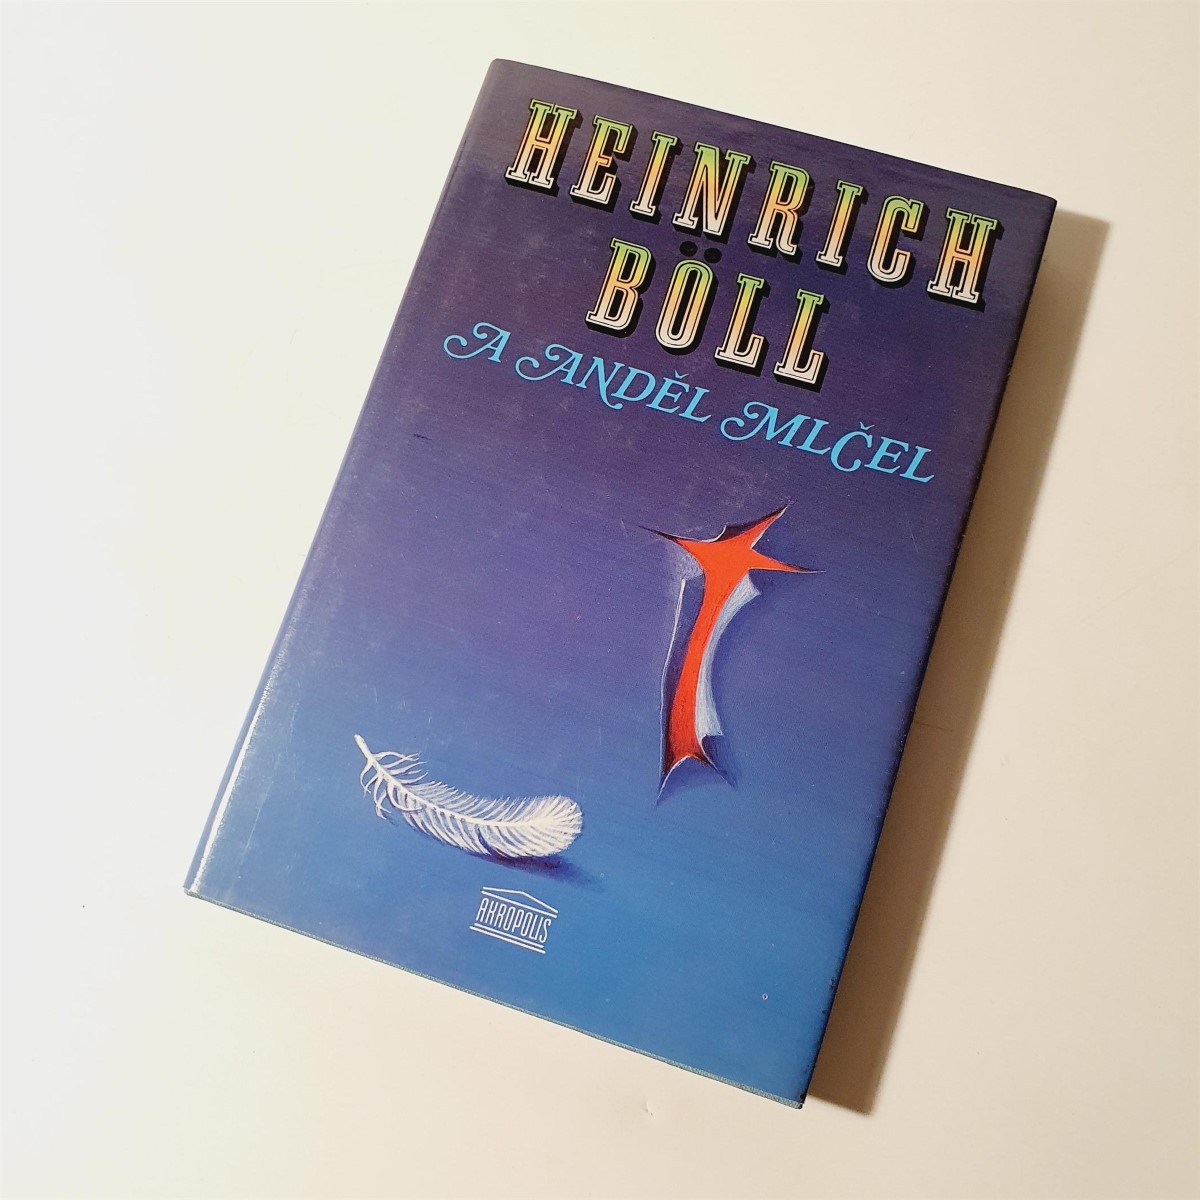 HEINRICH
BÖLL
A ANDĚL MLČEL
AKROPOLIS